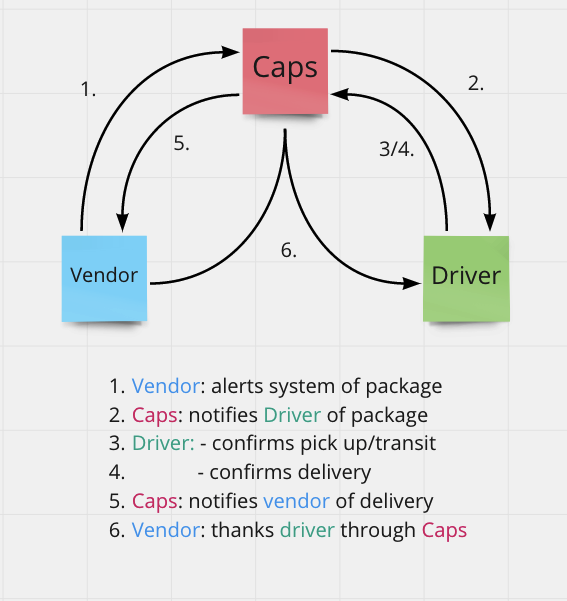 Caps
1.
2.
5.
3/4.
6.
Vendor
Driver
1. Vendor: alerts system of package
2. Caps: notifies Driver of package
3. Driver: - confirms pick up/transit
4. - confirms delivery
5. Caps: notifies vendor of delivery
6. Vendor: thanks driver through Caps